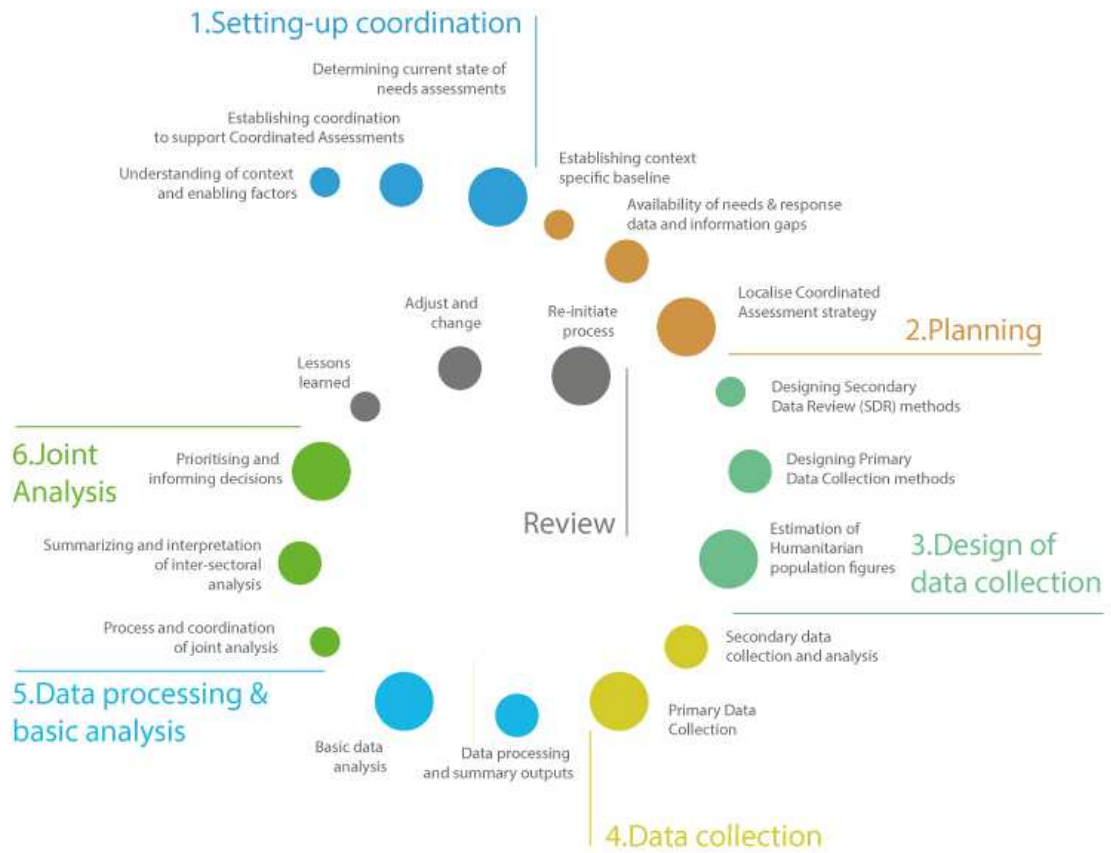 1.Setting-up coordination
Determining current state of
needs assessments
Establishing coordination
to support Coordinated Assessments
Understanding of context
and enabling factors
Establishing context
specific baseline
Availability of needs & response
data and information gaps
Localise Coordinated
Assessment strategy
2.Planning
Designing Secondary
Data Review (SDR) methods
Designing Primary
Data Collection methods
Estimation of
Humanitarian
population figures
3.Design of
data collection
Secondary data
collection and analysis
Primary Data
Collection
4.Data collection
Data processing
and summary outputs
Basic data
analysis
5.Data processing &
basic analysis
Process and coordination
of joint analysis
Summarizing and interpretation
of inter-sectoral
analysis
Prioritising and
informing decisions
6.Joint
Analysis
Lessons
learned
Adjust and
change
Re-initiate
process
Review